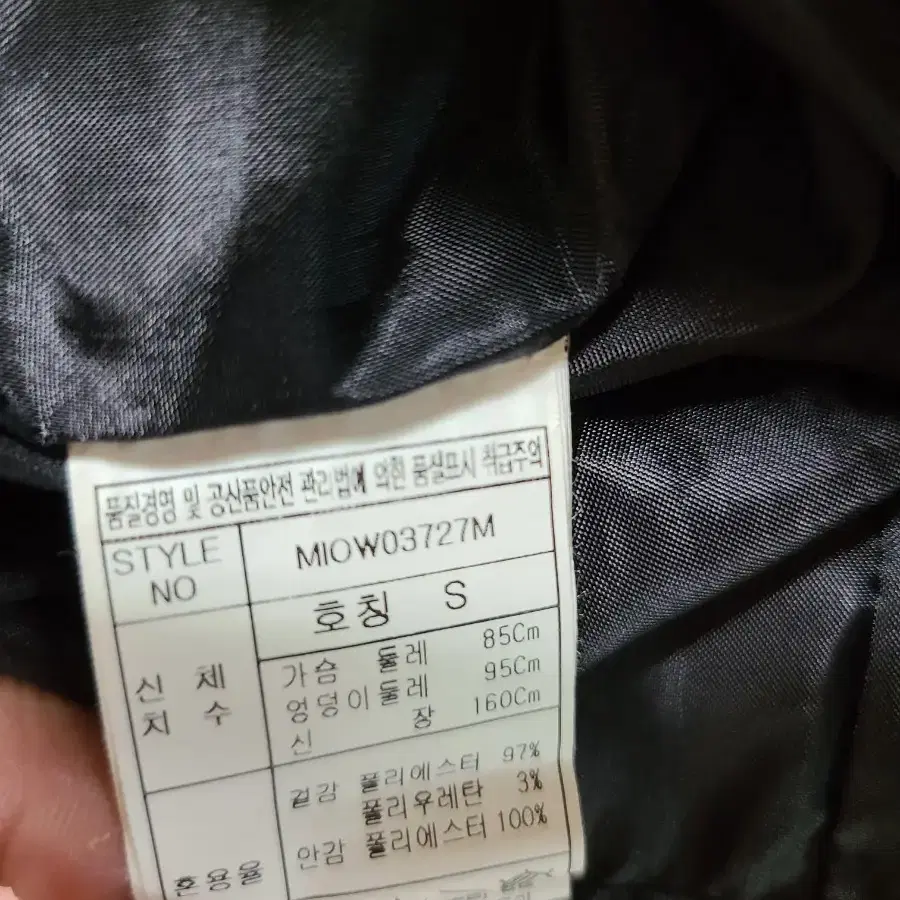 품질경영 및 공산품안전 관리법에 의한 품질표시 취급주의
STYLE NO MIOW03727M
호칭 S
신체 치수
가슴 둘레 85Cm
엉덩이둘레 95Cm
신 장 160Cm
혼용율
겉감 폴리에스터 97%
폴리우레탄 3%
안감 폴리에스터 100%